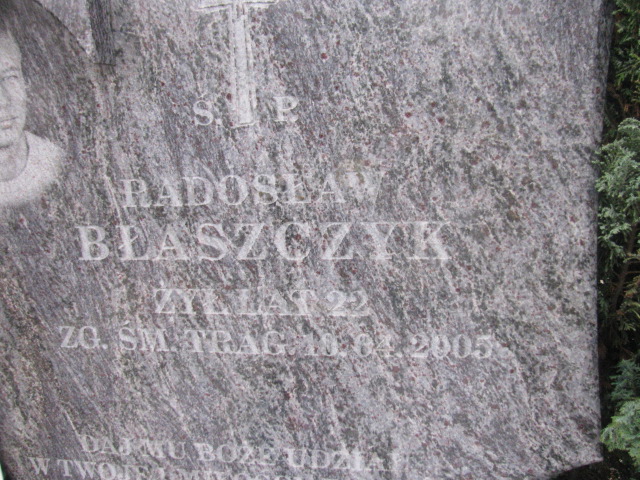 Ś. P.
RADOSŁAW
BŁASZCZYK
ŻYŁ LAT 22
ZG. ŚM. TRAG. 10.04.2005
DAJ MU BOŻE UDZIAŁ
W TWOJEJ